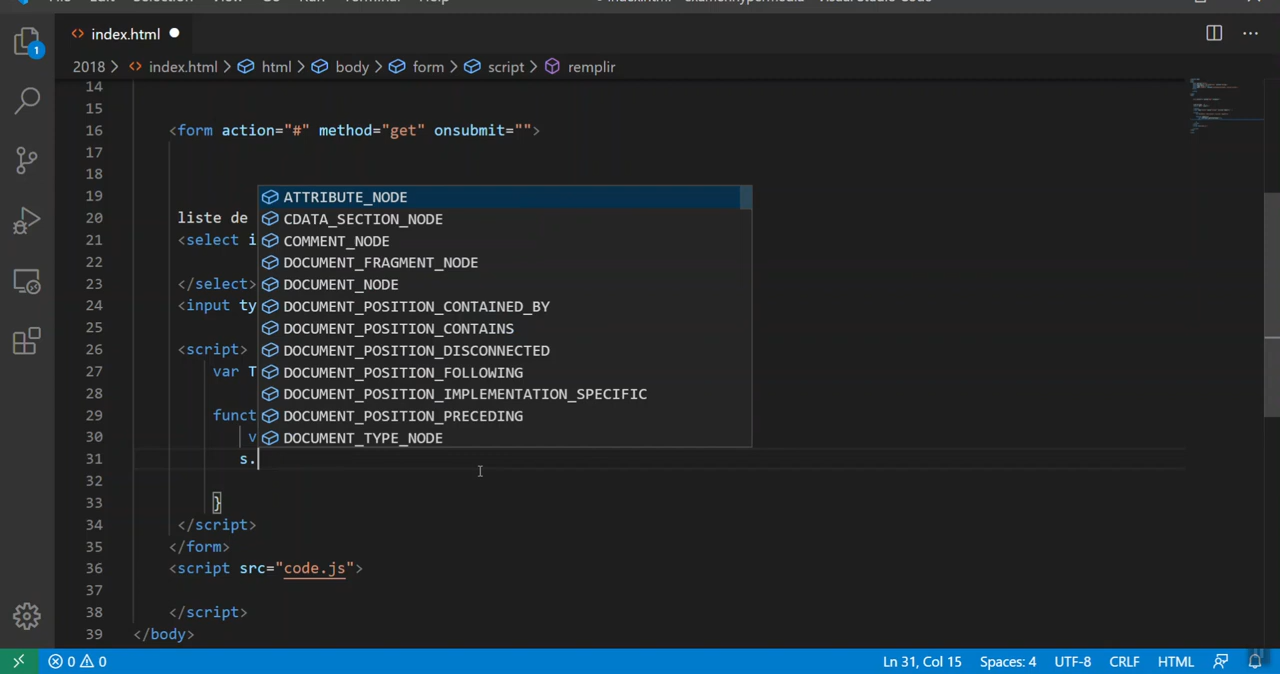 index.html
2018 index.html html body form script remplir
14
15
16 <form action="#" method="get" onsubmit="">
17
18
19 ATTRIBUTE_NODE
20 liste de CDATA_SECTION_NODE
21 <select i COMMENT_NODE
22 DOCUMENT_FRAGMENT_NODE
23 </select> DOCUMENT_NODE
24 <input ty DOCUMENT_POSITION_CONTAINED_BY
25 DOCUMENT_POSITION_CONTAINS
26 <script> DOCUMENT_POSITION_DISCONNECTED
27 var T DOCUMENT_POSITION_FOLLOWING
28 DOCUMENT_POSITION_IMPLEMENTATION_SPECIFIC
29 funct DOCUMENT_POSITION_PRECEDING
30 v DOCUMENT_TYPE_NODE
31 s.
32
33 }
34 </script>
35 </form>
36 <script src="code.js">
37
38 </script>
39 </body>
1
0 0 Ln 31, Col 15 Spaces: 4 UTF-8 CRLF HTML